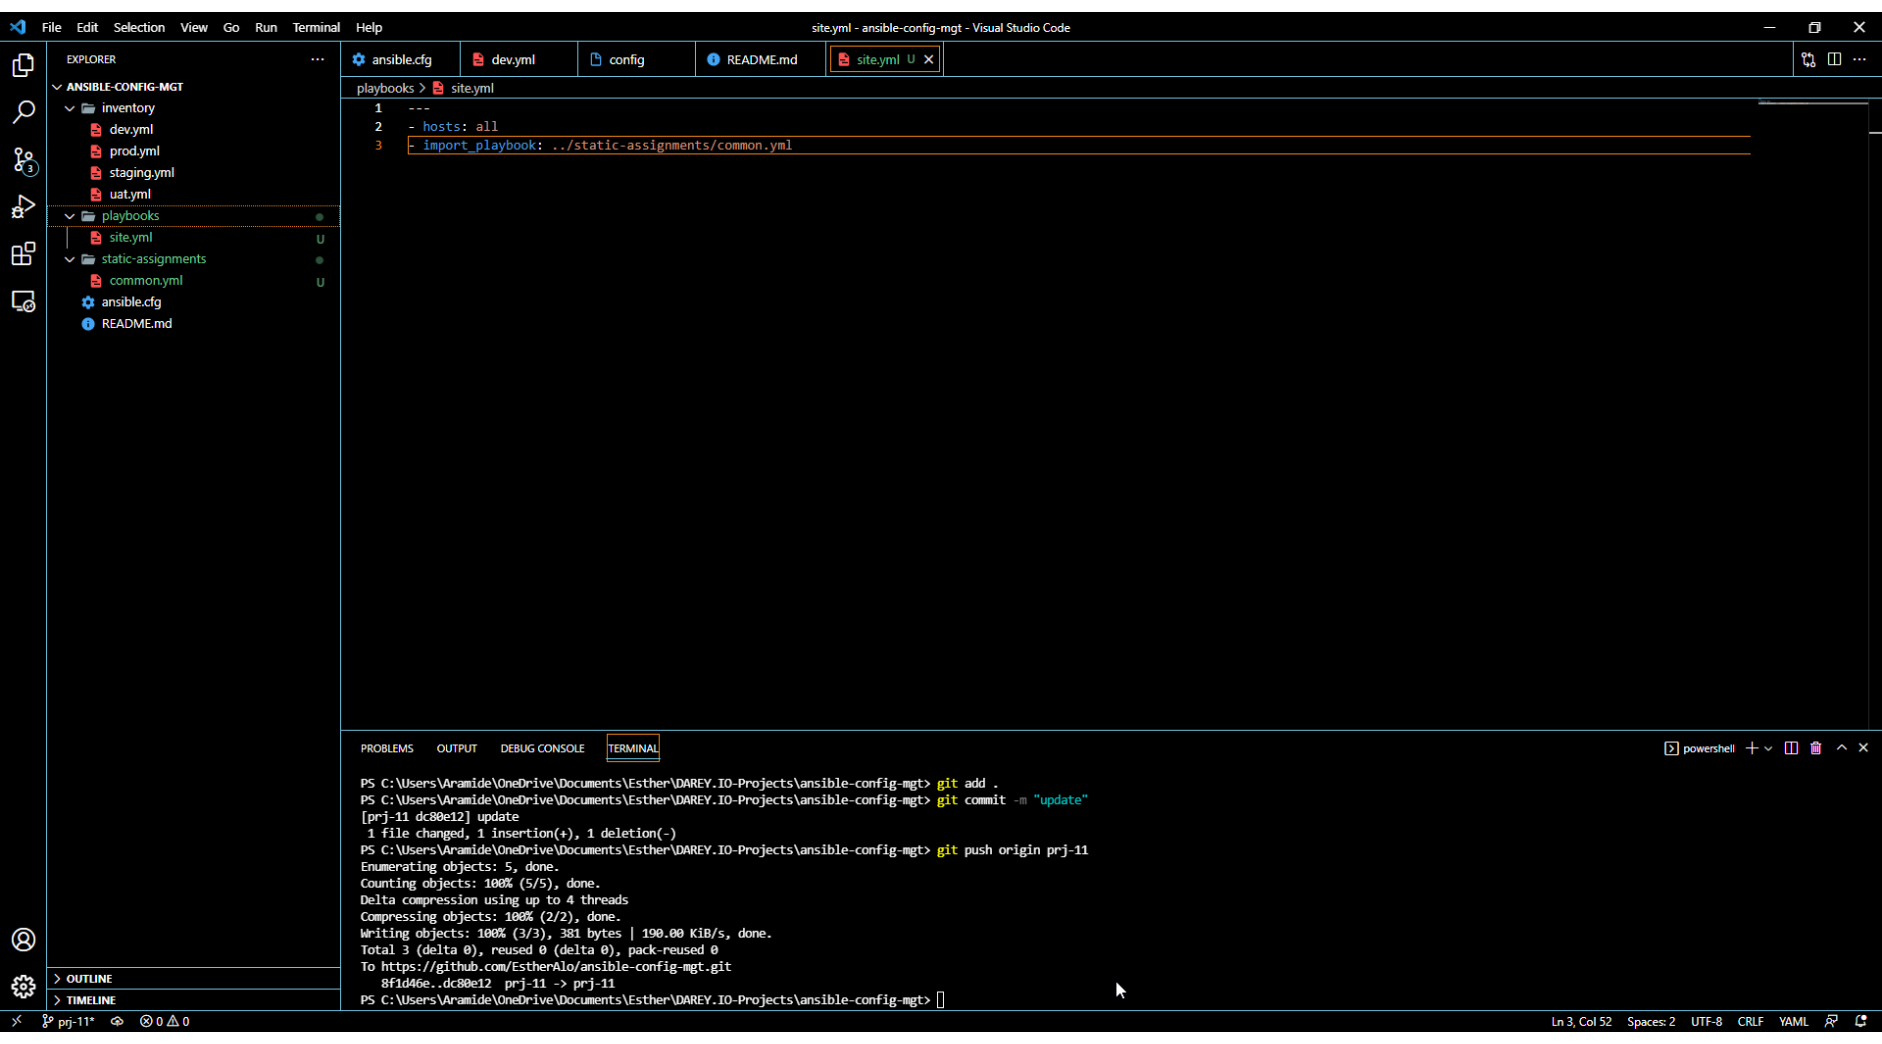 File Edit Selection View Go Run Terminal Help
site.yml - ansible-config-mgt - Visual Studio Code
EXPLORER
ansible.cfg
dev.yml
config
README.md
site.yml U
ANSIBLE-CONFIG-MGT
inventory
dev.yml
prod.yml
staging.yml
uat.yml
playbooks
site.yml U
static-assignments
common.yml U
ansible.cfg
README.md
3
OUTLINE
TIMELINE
playbooks > site.yml
1 ---
2 - hosts: all
3 - import_playbook: ../static-assignments/common.yml
PROBLEMS OUTPUT DEBUG CONSOLE TERMINAL
powershell
PS C:\Users\Aramide\OneDrive\Documents\Esther\DAREY.IO-Projects\ansible-config-mgt> git add .
PS C:\Users\Aramide\OneDrive\Documents\Esther\DAREY.IO-Projects\ansible-config-mgt> git commit -m "update"
[prj-11 dc80e12] update
1 file changed, 1 insertion(+), 1 deletion(-)
PS C:\Users\Aramide\OneDrive\Documents\Esther\DAREY.IO-Projects\ansible-config-mgt> git push origin prj-11
Enumerating objects: 5, done.
Counting objects: 100% (5/5), done.
Delta compression using up to 4 threads
Compressing objects: 100% (2/2), done.
Writing objects: 100% (3/3), 381 bytes | 190.00 KiB/s, done.
Total 3 (delta 0), reused 0 (delta 0), pack-reused 0
To https://github.com/EstherAlo/ansible-config-mgt.git
8f1d46e..dc80e12 prj-11 -> prj-11
PS C:\Users\Aramide\OneDrive\Documents\Esther\DAREY.IO-Projects\ansible-config-mgt>
prj-11* 0 0
Ln 3, Col 52 Spaces: 2 UTF-8 CRLF YAML